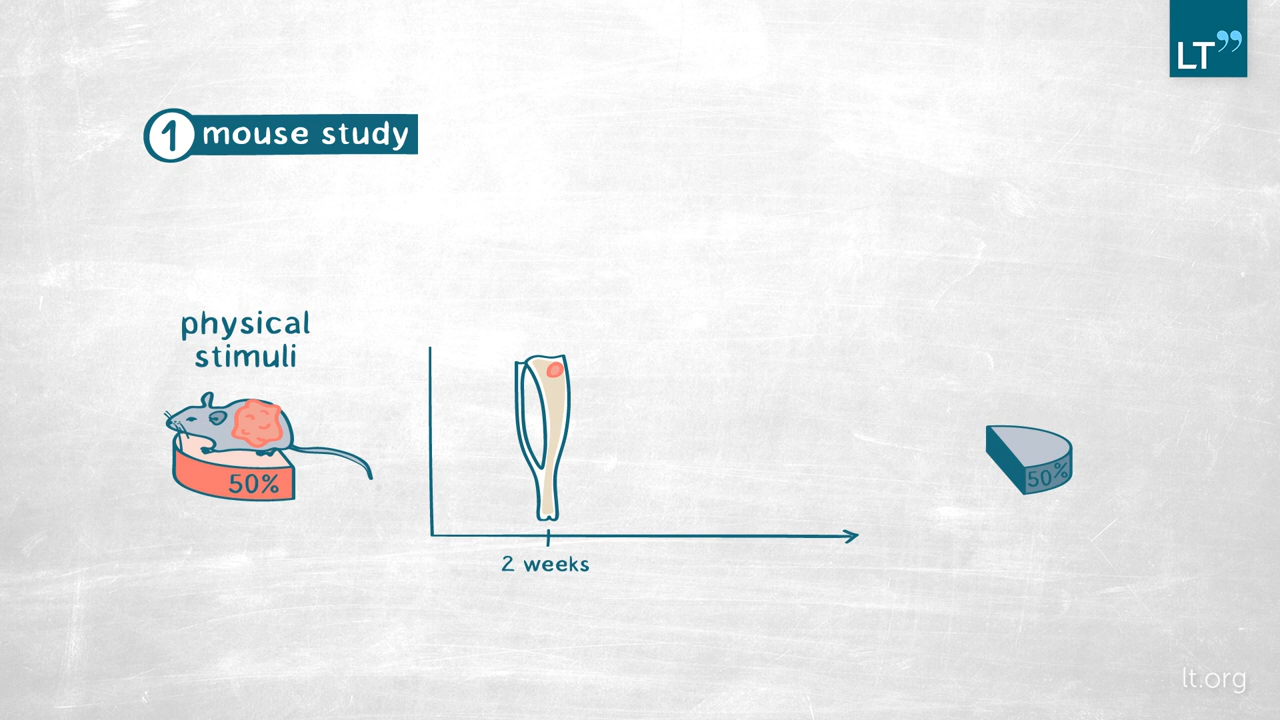 LT”
1 mouse study
physical
stimuli
50%
50%
2 weeks
lt.org